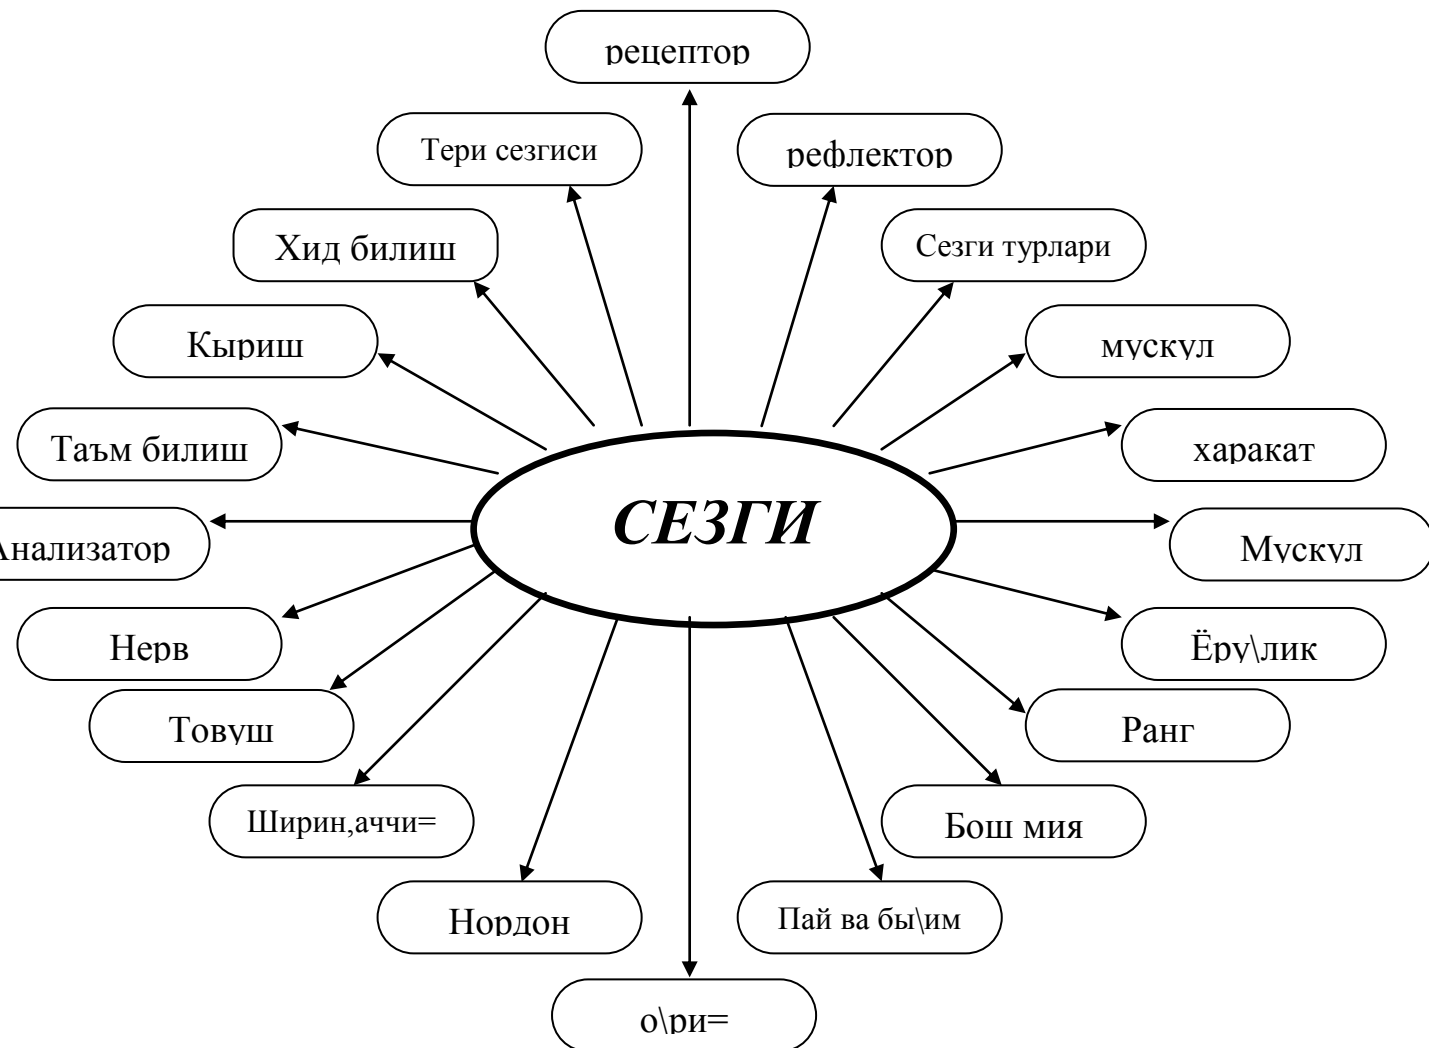 рецептор
Тери сезгиси
рефлектор
Хид билиш
Сезги турлари
Кыриш
мускул
Таъм билиш
харакат
СЕЗГИ
Анализатор
Мускул
Нерв
Ёру\лик
Товуш
Ранг
Ширин,аччи=
Бош мия
Нордон
Пай ва бы\им
о\ри=